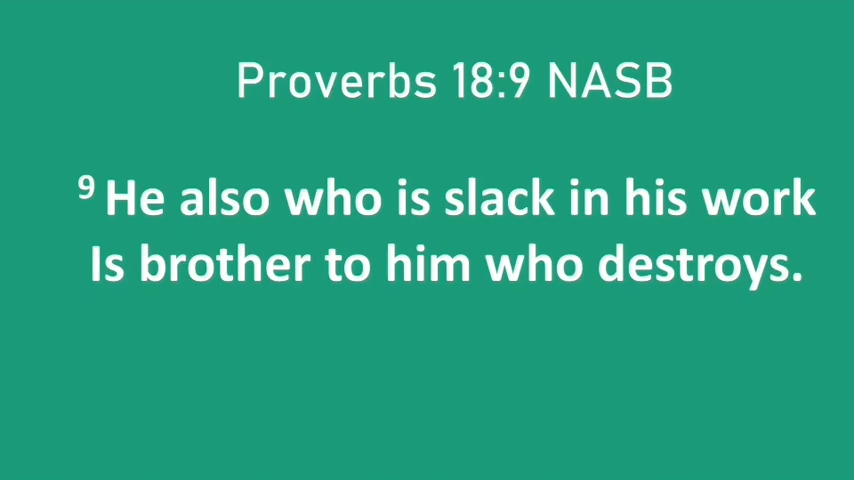 Proverbs 18:9 NASB
9 He also who is slack in his work
Is brother to him who destroys.